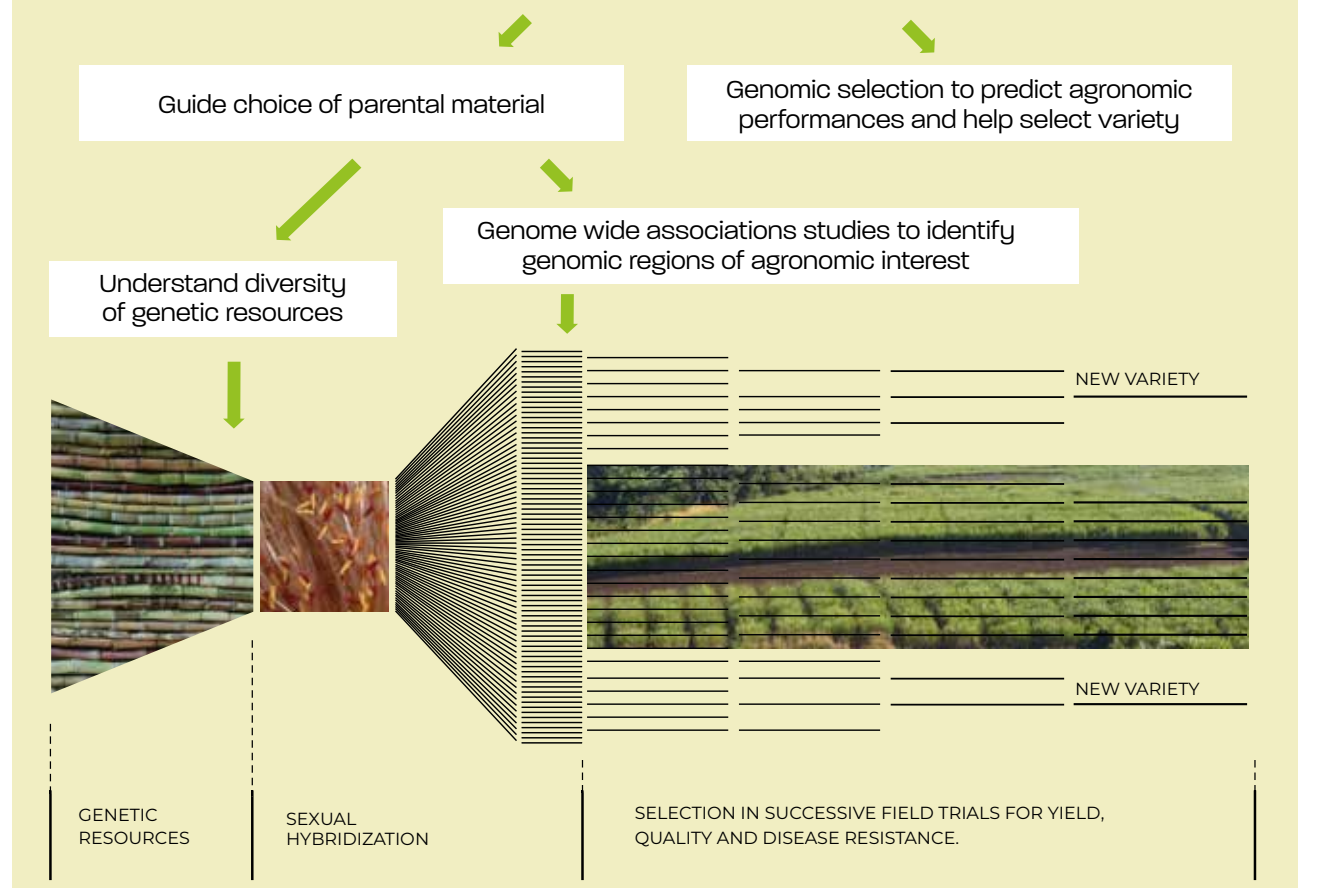 Guide choice of parental material
Genomic selection to predict agronomic
performances and help select variety
Genome wide associations studies to identify
genomic regions of agronomic interest
Understand diversity
of genetic resources
NEW VARIETY
NEW VARIETY
GENETIC
RESOURCES
SEXUAL
HYBRIDIZATION
SELECTION IN SUCCESSIVE FIELD TRIALS FOR YIELD,
QUALITY AND DISEASE RESISTANCE.